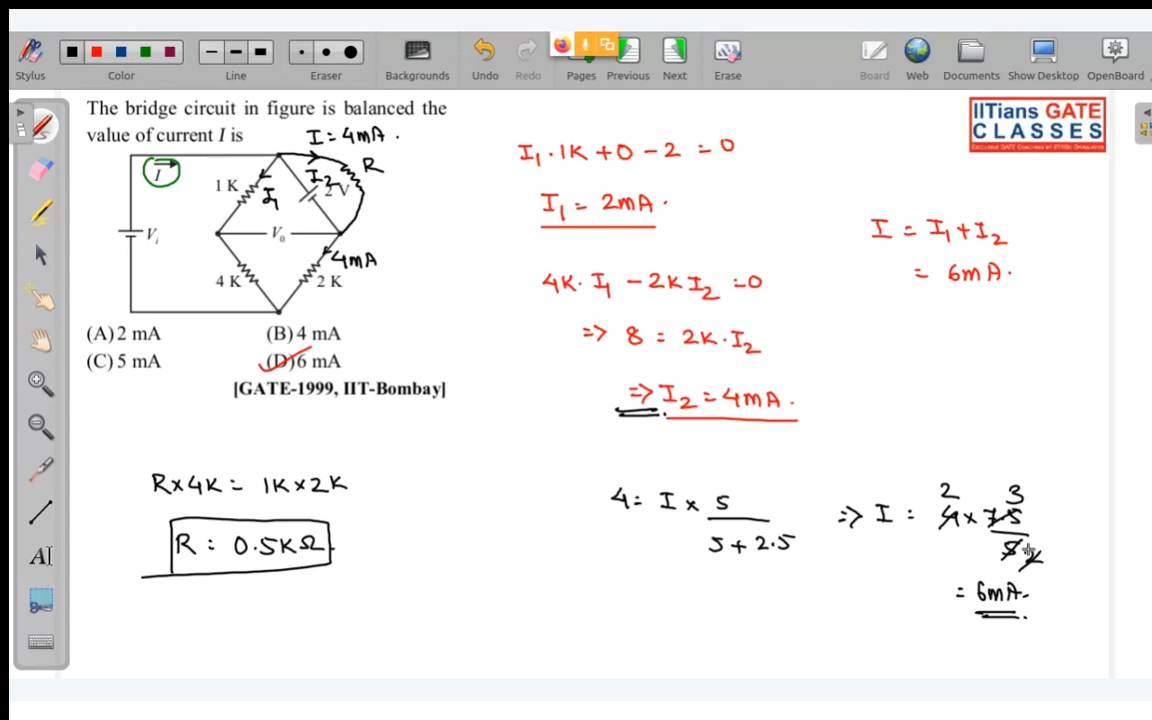 Stylus
Color
Line
Eraser
Backgrounds
Undo
Redo
Pages
Previous
Next
Erase
Board
Web
Documents
Show Desktop
OpenBoard
The bridge circuit in figure is balanced the
value of current I is
I = 4mA.
IITians GATE
CLASSES
I
1 K
I1
I2
2V
R
Vi
V0
4mA
4 K
2 K
(A) 2 mA
(B) 4 mA
(C) 5 mA
(D) 6 mA
[GATE-1999, IIT-Bombay]
I1 · 1K + 0 - 2 = 0
I1 = 2mA.
4K · I1 - 2K I2 = 0
=> 8 = 2K · I2
=> I2 = 4mA.
I = I1 + I2
= 6mA.
R x 4K = 1K x 2K
R = 0.5KΩ.
4 = I x 5
5 + 2.5
=> I = 4 x 7.5
2
3
5
2
= 6mA.
A